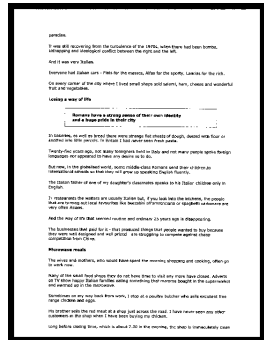 paradise.
It was still recovering from the turbulence of the 1970s, when there had been bombs,
kidnapping and ideological conflict between the right and the left.
And it was very Italian.
Everyone had Italian cars - Fiats for the masses, Alfas for the sporty, Lancias for the rich.
On every corner of the city where I lived small shops sold salami, ham, cheese and wonderful
fruit and vegetables.
Losing a way of life
Romans have a strong sense of their own identity
and a huge pride in their city
In bakeries, as well as bread there were strange flat sheets of dough, dusted with flour or
another was little parcels. In Britain I had never seen fresh pasta.
Twenty-five years ago, not many foreigners lived in Italy and not many people spoke foreign
languages nor appeared to have any desire to do.
But now, in the globalised world, some middle-class Romans send their children to
international schools so that they will grow up speaking English fluently.
The Italian father of one of my daughter's classmates speaks to his Italian children only in
English.
In restaurants the waiters are usually Italian but, if you look into the kitchens, the people
that are turning out local favourites like bucatini all'amatriciana or spaghetti carbonara are
very often Asians.
And the way of life that seemed routine and ordinary 25 years ago is disappearing.
The businesses that paid for it - that produced things that people wanted to buy because
they were well designed and well priced - are struggling to compete against cheap
competition from China.
Microwave meals
The wives and mothers, who would have spent the morning shopping and cooking, often go
to work now.
Many of the small food shops they do not have time to visit any more have closed. Adverts
on TV show happy Italian families eating something that mamma bought in the supermarket
and warmed up in the microwave.
Sometimes on my way back from work, I stop at a poultry butcher who sells excellent free
range chicken and eggs.
My brother sells the red meat at a shop just across the road. I have never seen any other
customers in the shop when I have been buying my chicken.
Long before closing time, which is about 7.30 in the evening, the shop is immaculately clean